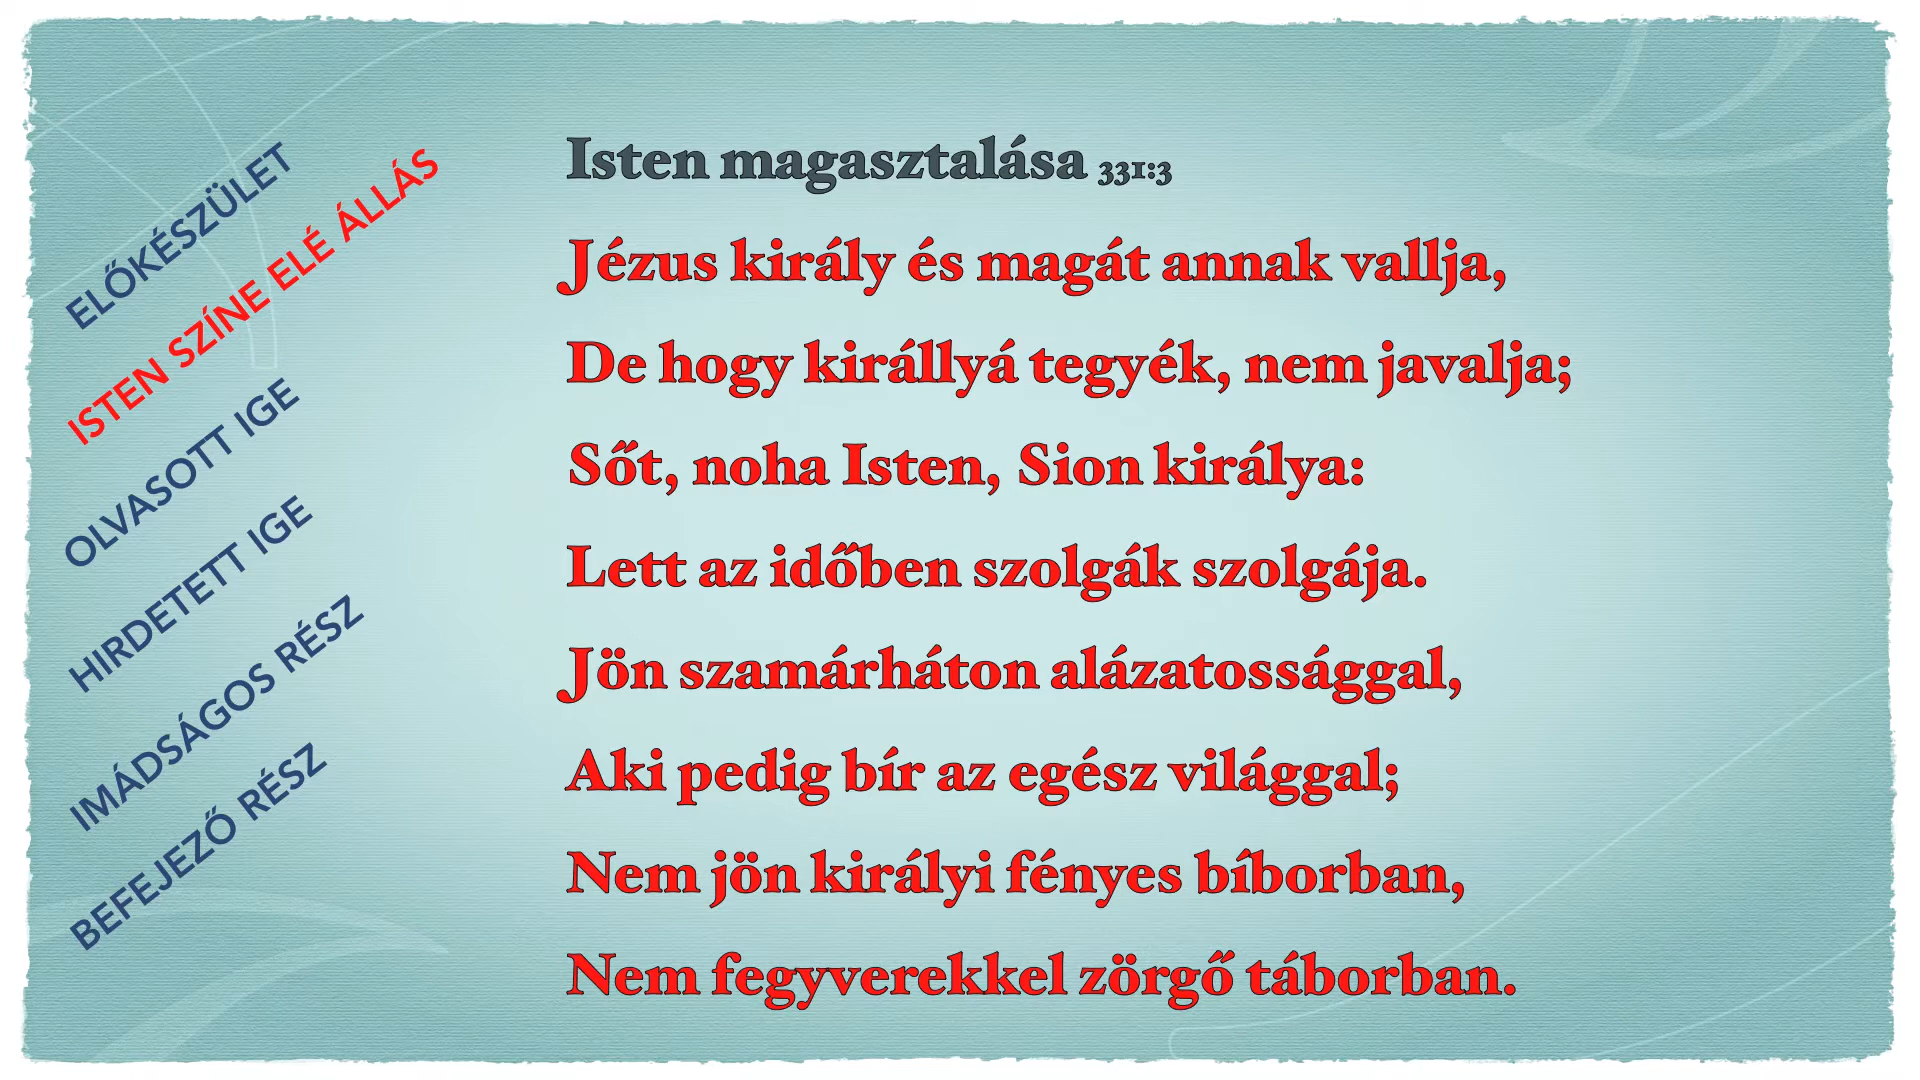 ELŐKÉSZÜLET
ISTEN SZÍNE ELÉ ÁLLÁS
OLVASOTT IGE
HIRDETETT IGE
IMÁDSÁGOS RÉSZ
BEFEJEZŐ RÉSZ
Isten magasztalása 331:3
Jézus király és magát annak vallja,
De hogy királlyá tegyék, nem javalja;
Sőt, noha Isten, Sion királya:
Lett az időben szolgák szolgája.
Jön szamárháton alázatossággal,
Aki pedig bír az egész világgal;
Nem jön királyi fényes bíborban,
Nem fegyverekkel zörgő táborban.